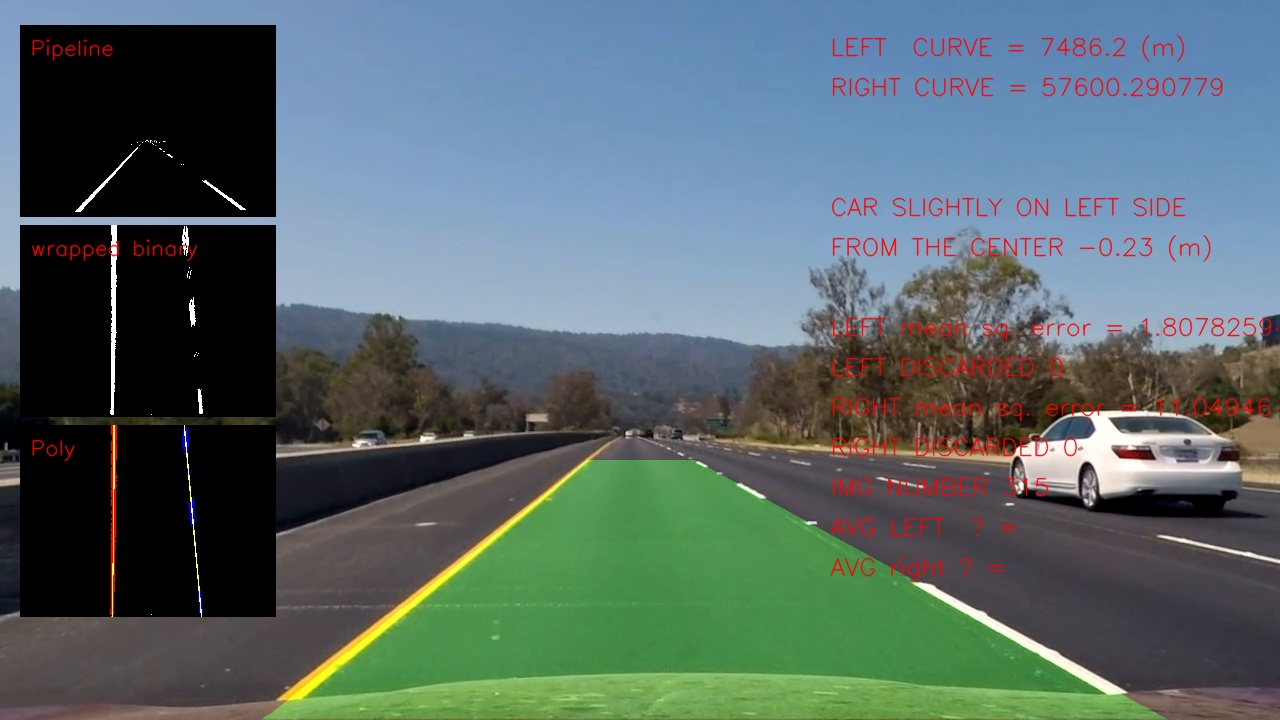 Pipeline
wrapped binary
Poly
LEFT CURVE = 7486.2 (m)
RIGHT CURVE = 57600.290779
CAR SLIGHTLY ON LEFT SIDE
FROM THE CENTER -0.23 (m)
LEFT mean sq. error = 1.8078259
LEFT DISCARDED 0
RIGHT mean sq. error = 11.04946
RIGHT DISCARDED 0
IMG NUMBER 315
AVG LEFT ? =
AVG right ? =